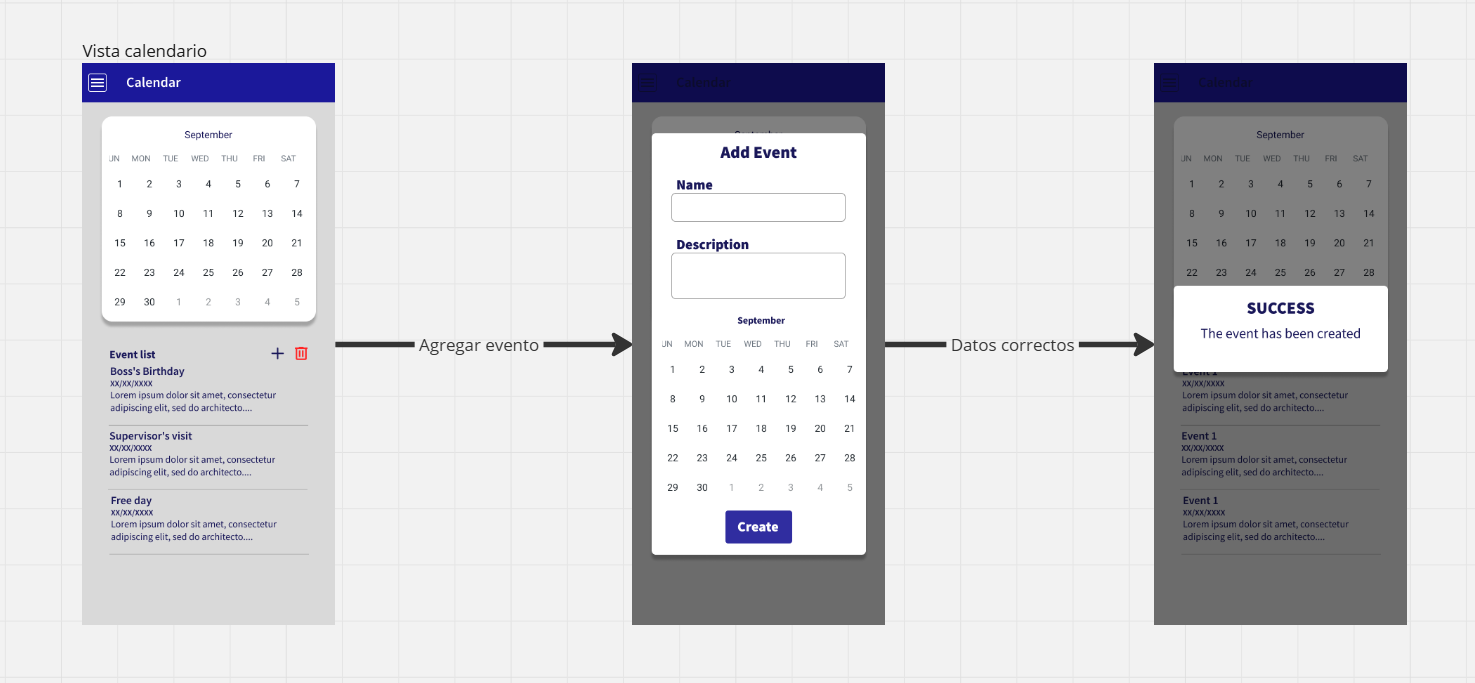 Vista calendario
Calendar
September
UN MON TUE WED THU FRI SAT
1 2 3 4 5 6 7
8 9 10 11 12 13 14
15 16 17 18 19 20 21
22 23 24 25 26 27 28
29 30 1 2 3 4 5
Event list
Boss's Birthday
xx/xx/xxxx
Lorem ipsum dolor sit amet, consectetur
adipiscing elit, sed do architecto....
Supervisor's visit
xx/xx/xxxx
Lorem ipsum dolor sit amet, consectetur
adipiscing elit, sed do architecto....
Free day
xx/xx/xxxx
Lorem ipsum dolor sit amet, consectetur
adipiscing elit, sed do architecto....
Agregar evento
Calendar
Add Event
Name
Description
September
UN MON TUE WED THU FRI SAT
1 2 3 4 5 6 7
8 9 10 11 12 13 14
15 16 17 18 19 20 21
22 23 24 25 26 27 28
29 30 1 2 3 4 5
Create
Datos correctos
Calendar
September
UN MON TUE WED THU FRI SAT
1 2 3 4 5 6 7
8 9 10 11 12 13 14
15 16 17 18 19 20 21
22 23 24 25 26 27 28
SUCCESS
The event has been created
Event 1
xx/xx/xxxx
Lorem ipsum dolor sit amet, consectetur
adipiscing elit, sed do architecto....
Event 1
xx/xx/xxxx
Lorem ipsum dolor sit amet, consectetur
adipiscing elit, sed do architecto....
Event 1
xx/xx/xxxx
Lorem ipsum dolor sit amet, consectetur
adipiscing elit, sed do architecto....